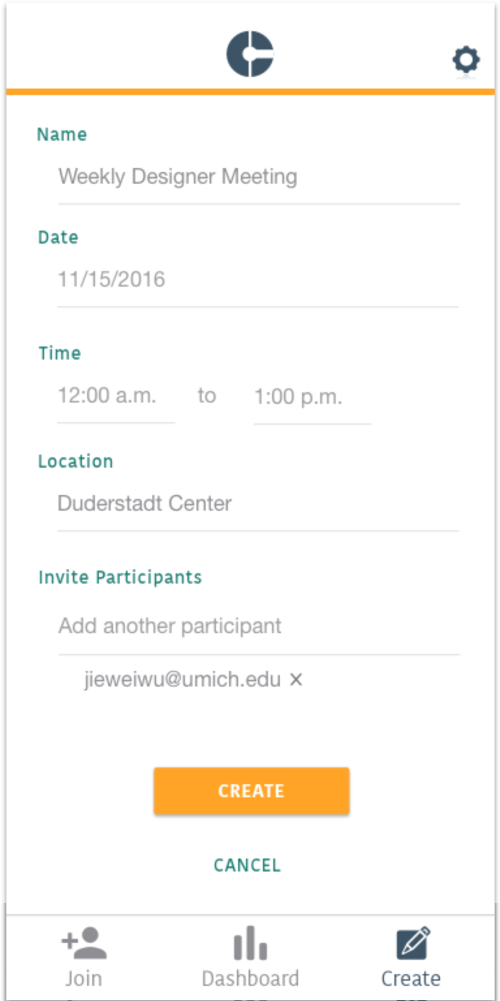 Name
Weekly Designer Meeting
Date
11/15/2016
Time
12:00 a.m. to 1:00 p.m.
Location
Duderstadt Center
Invite Participants
Add another participant
jieweiwu@umich.edu ×
CREATE
CANCEL
Join Dashboard Create